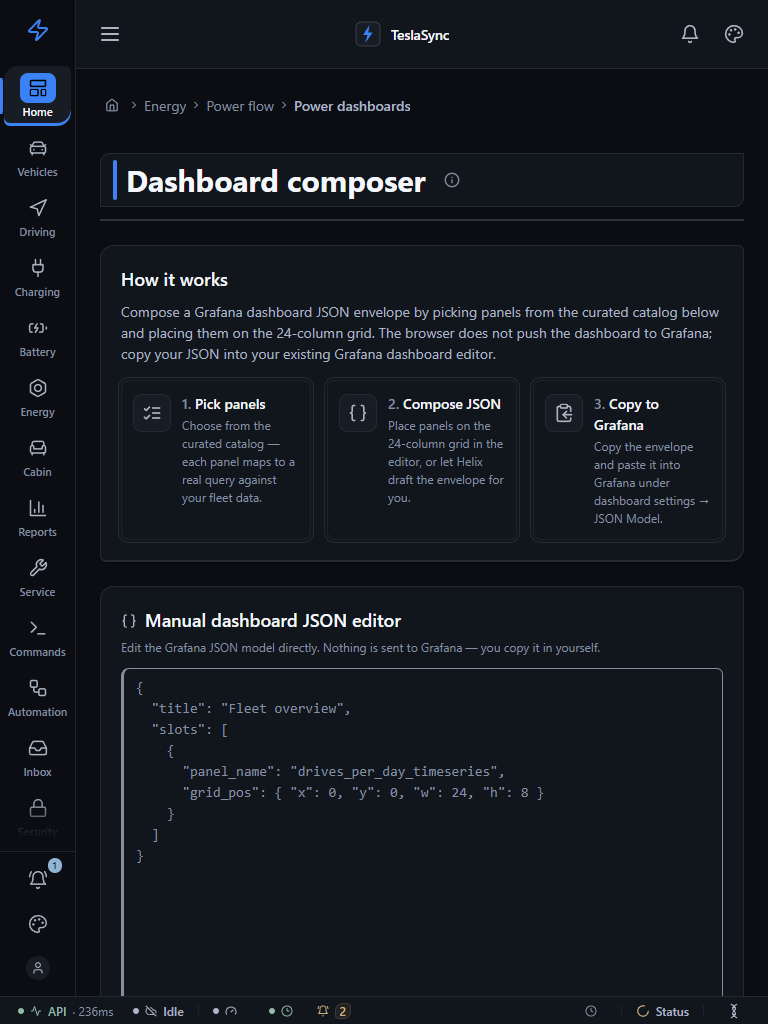 TeslaSync
Home
Vehicles
Driving
Charging
Battery
Energy
Cabin
Reports
Service
Commands
Automation
Inbox
Security
1
Energy
Power flow
Power dashboards
Dashboard composer
How it works
Compose a Grafana dashboard JSON envelope by picking panels from the curated catalog below
and placing them on the 24-column grid. The browser does not push the dashboard to Grafana;
copy your JSON into your existing Grafana dashboard editor.
1. Pick panels
Choose from the
curated catalog —
each panel maps to a
real query against
your fleet data.
2. Compose JSON
Place panels on the
24-column grid in the
editor, or let Helix
draft the envelope for
you.
3. Copy to
Grafana
Copy the envelope
and paste it into
Grafana under
dashboard settings →
JSON Model.
Manual dashboard JSON editor
Edit the Grafana JSON model directly. Nothing is sent to Grafana — you copy it in yourself.
{
  "title": "Fleet overview",
  "slots": [
    {
      "panel_name": "drives_per_day_timeseries",
      "grid_pos": { "x": 0, "y": 0, "w": 24, "h": 8 }
    }
  ]
}
API · 236ms
Idle
2
Status